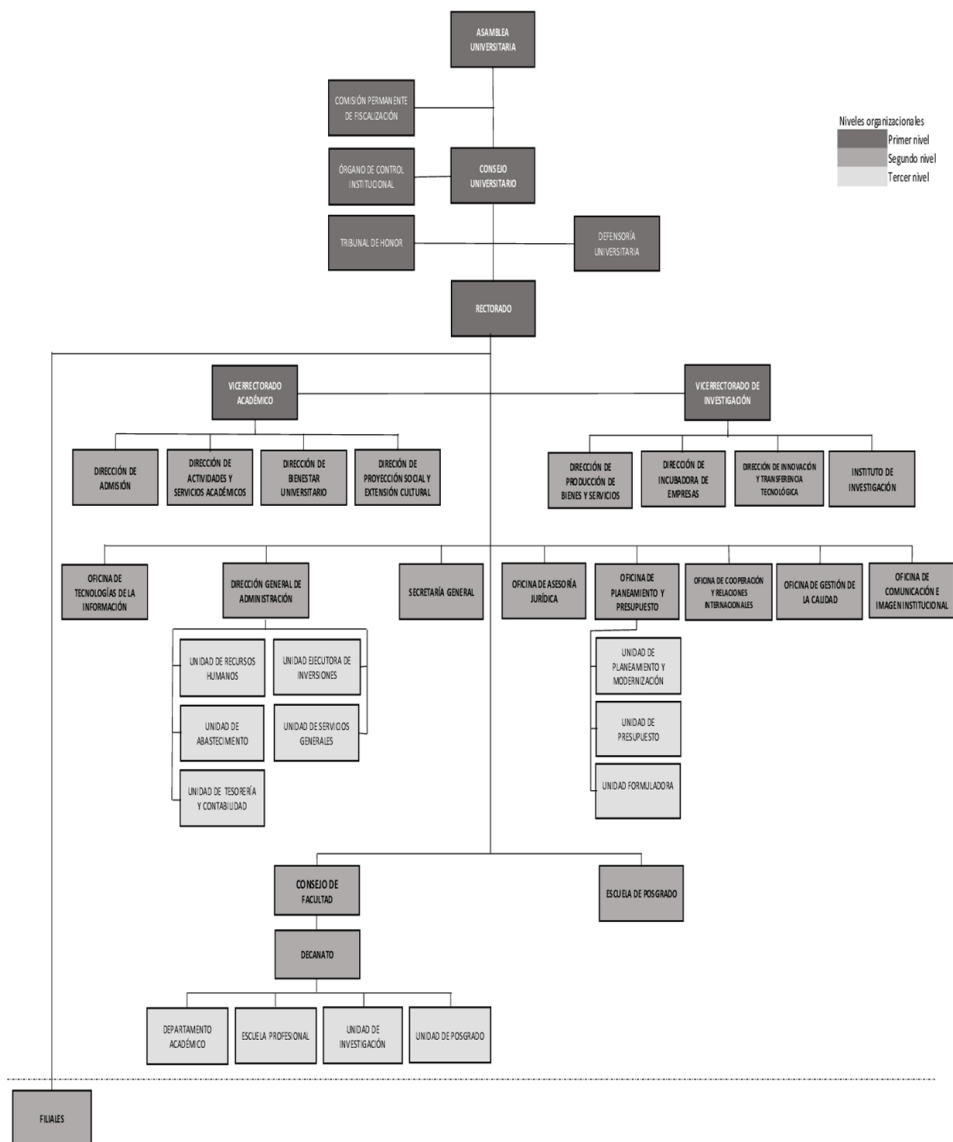 ASAMBLEA
UNIVERSITARIA
COMISIÓN PERMANENTE
DE FISCALIZACIÓN
Niveles organizacionales
Primer nivel
Segundo nivel
Tercer nivel
ÓRGANO DE CONTROL
INSTITUCIONAL
CONSEJO
UNIVERSITARIO
TRIBUNAL DE HONOR
DEFENSORÍA
UNIVERSITARIA
RECTORADO
VICERRECTORADO
ACADÉMICO
VICERRECTORADO DE
INVESTIGACIÓN
DIRECCIÓN DE
ADMISIÓN
DIRECCIÓN DE
ACTIVIDADES Y
SERVICIOS ACADÉMICOS
DIRECCIÓN DE
BIENESTAR
UNIVERSITARIO
DIRECIÓN DE
PROYECCIÓN SOCIAL Y
EXTENSIÓN CULTURAL
DIRECCIÓN DE
PRODUCCIÓN DE
BIENES Y SERVICIOS
DIRECCIÓN DE
INCUBADORA DE
EMPRESAS
DIRECCIÓN DE INNOVACIÓN
Y TRANSFERENCIA
TECNOLÓGICA
INSTITUTO DE
INVESTIGACIÓN
OFICINA DE
TECNOLOGÍAS DE LA
INFORMACIÓN
DIRECCIÓN GENERAL DE
ADMINISTRACIÓN
SECRETARÍA GENERAL
OFICINA DE ASESORÍA
JURÍDICA
OFICINA DE
PLANEAMIENTO Y
PRESUPUESTO
OFICINA DE COOPERACIÓN
Y RELACIONES
INTERNACIONALES
OFICINA DE GESTIÓN DE
LA CALIDAD
OFICINA DE
COMUNICACIÓN E
IMAGEN INSTITUCIONAL
UNIDAD DE RECURSOS
HUMANOS
UNIDAD EJECUTORA DE
INVERSIONES
UNIDAD DE
ABASTECIMIENTO
UNIDAD DE SERVICIOS
GENERALES
UNIDAD DE TESORERÍA
Y CONTABILIDAD
UNIDAD DE
PLANEAMIENTO Y
MODERNIZACIÓN
UNIDAD DE
PRESUPUESTO
UNIDAD FORMULADORA
CONSEJO DE
FACULTAD
ESCUELA DE POSGRADO
DECANATO
DEPARTAMENTO
ACADÉMICO
ESCUELA PROFESIONAL
UNIDAD DE
INVESTIGACIÓN
UNIDAD DE POSGRADO
FILIALES